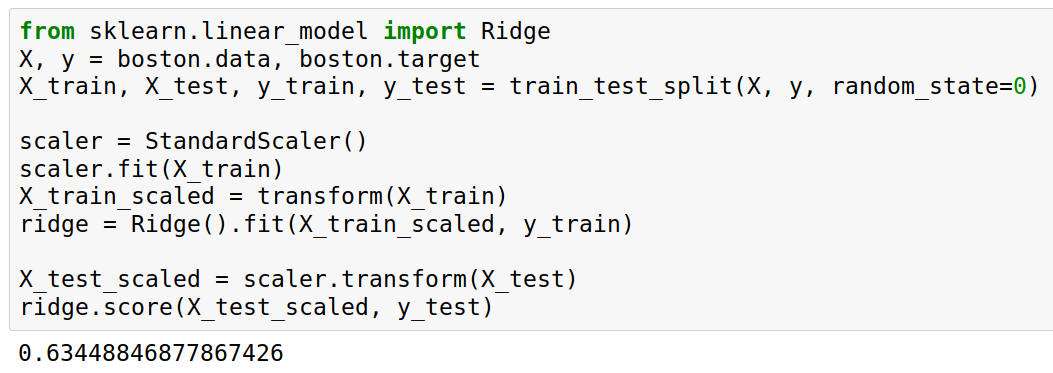 from sklearn.linear_model import Ridge
X, y = boston.data, boston.target
X_train, X_test, y_train, y_test = train_test_split(X, y, random_state=0)
scaler = StandardScaler()
scaler.fit(X_train)
X_train_scaled = transform(X_train)
ridge = Ridge().fit(X_train_scaled, y_train)
X_test_scaled = scaler.transform(X_test)
ridge.score(X_test_scaled, y_test)
0.63448846877867426